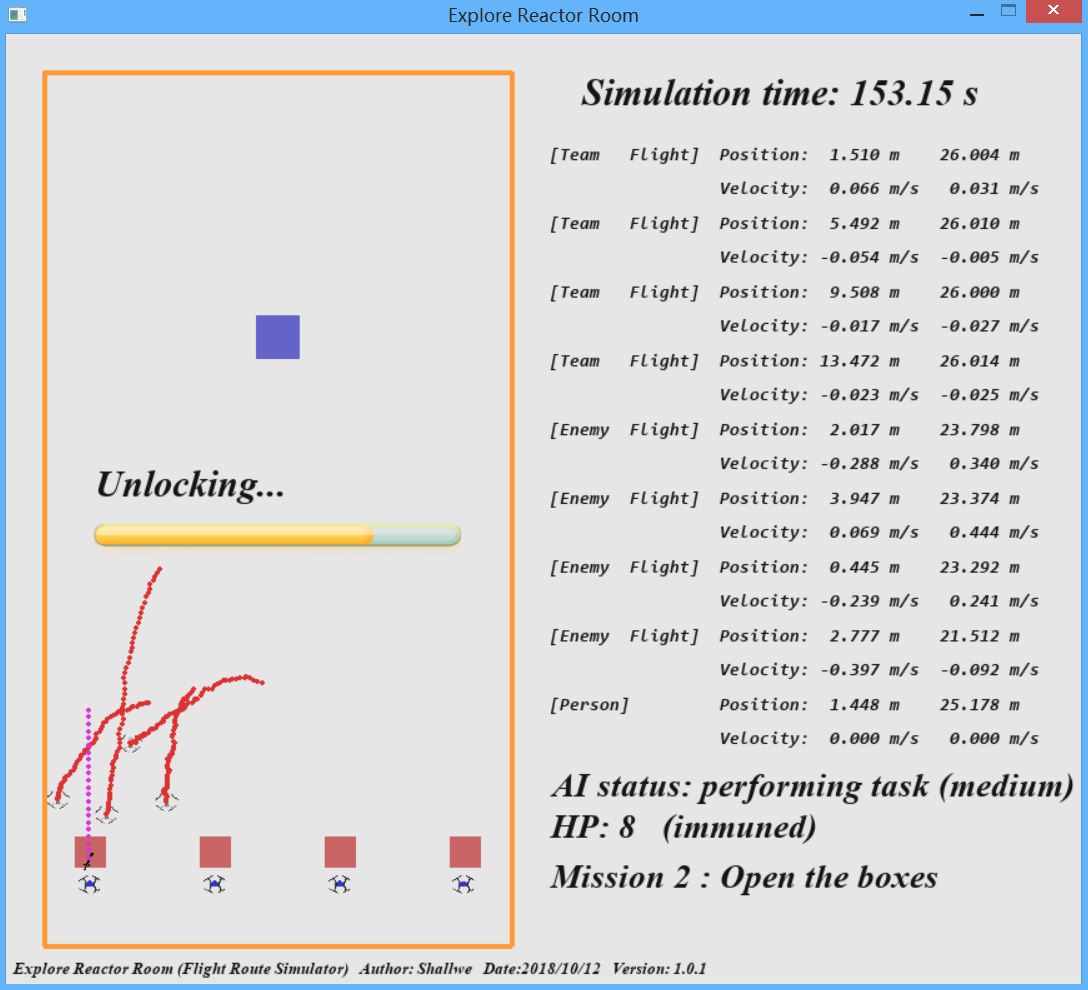 Explore Reactor Room
Simulation time: 153.15 s
[Team Flight] Position: 1.510 m 26.004 m
Velocity: 0.066 m/s 0.031 m/s
[Team Flight] Position: 5.492 m 26.010 m
Velocity: -0.054 m/s -0.005 m/s
[Team Flight] Position: 9.508 m 26.000 m
Velocity: -0.017 m/s -0.027 m/s
[Team Flight] Position: 13.472 m 26.014 m
Velocity: -0.023 m/s -0.025 m/s
[Enemy Flight] Position: 2.017 m 23.798 m
Velocity: -0.288 m/s 0.340 m/s
[Enemy Flight] Position: 3.947 m 23.374 m
Velocity: 0.069 m/s 0.444 m/s
[Enemy Flight] Position: 0.445 m 23.292 m
Velocity: -0.239 m/s 0.241 m/s
[Enemy Flight] Position: 2.777 m 21.512 m
Velocity: -0.397 m/s -0.092 m/s
[Person] Position: 1.448 m 25.178 m
Velocity: 0.000 m/s 0.000 m/s
Unlocking...
AI status: performing task (medium)
HP: 8 (immuned)
Mission 2 : Open the boxes
Explore Reactor Room (Flight Route Simulator) Author: Shallwe Date:2018/10/12 Version: 1.0.1